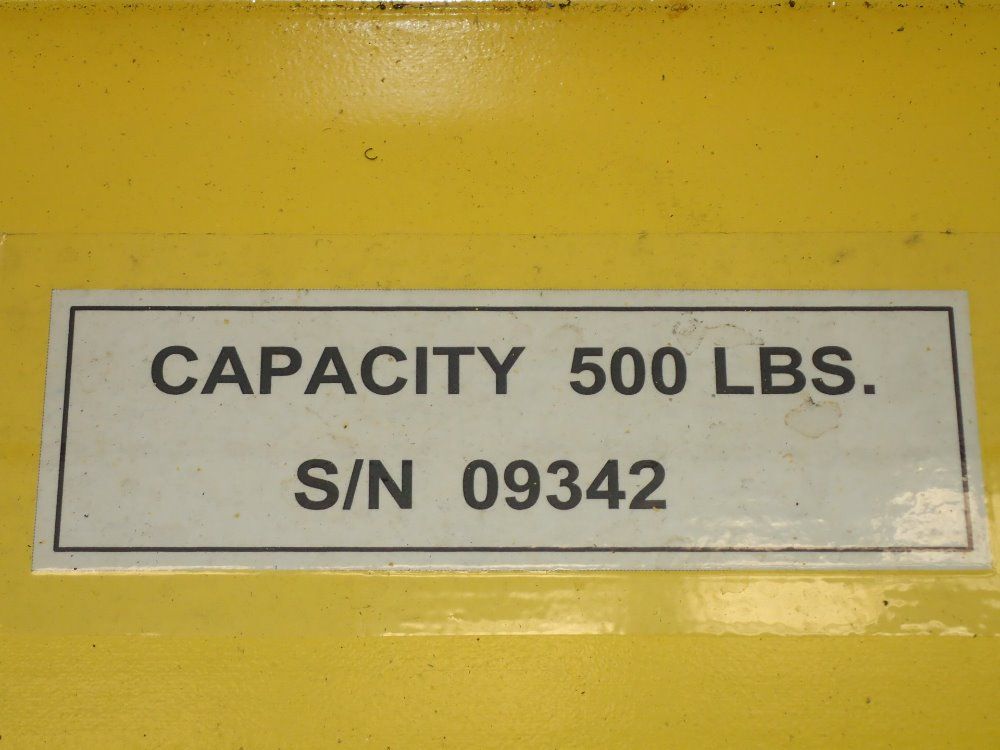 CAPACITY 500 LBS.
S/N 09342